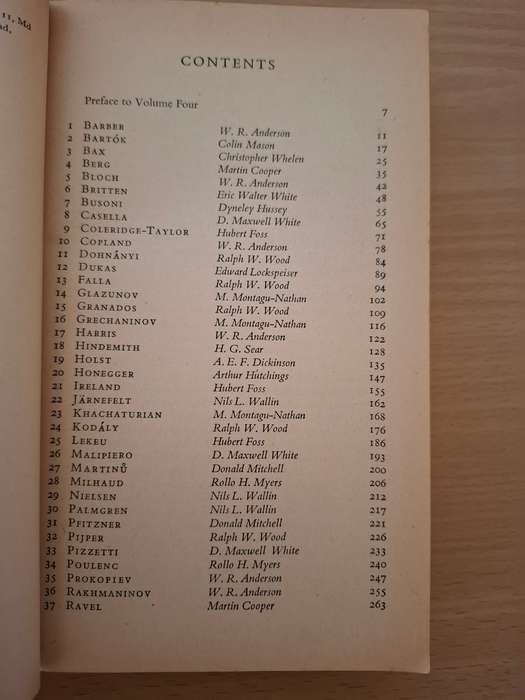 11, Md
CONTENTS
Preface to Volume Four 7
1 BARBER W. R. Anderson 11
2 BARTÓK Colin Mason 17
3 BAX Christopher Whelen 25
4 BERG Martin Cooper 35
5 BLOCH W. R. Anderson 42
6 BRITTEN Eric Walter White 48
7 BUSONI Dyneley Hussey 55
8 CASELLA D. Maxwell White 65
9 COLERIDGE-TAYLOR Hubert Foss 71
10 COPLAND W. R. Anderson 78
11 DOHNÁNYI Ralph W. Wood 84
12 DUKAS Edward Lockspeiser 89
13 FALLA Ralph W. Wood 94
14 GLAZUNOV M. Montagu-Nathan 102
15 GRANADOS Ralph W. Wood 109
16 GRECHANINOV M. Montagu-Nathan 116
17 HARRIS W. R. Anderson 122
18 HINDEMITH H. G. Sear 128
19 HOLST A. E. F. Dickinson 135
20 HONEGGER Arthur Hutchings 147
21 IRELAND Hubert Foss 155
22 JÄRNEFELT Nils L. Wallin 162
23 KHACHATURIAN M. Montagu-Nathan 168
24 KODÁLY Ralph W. Wood 176
25 LEKEU Hubert Foss 186
26 MALIPIERO D. Maxwell White 193
27 MARTINŮ Donald Mitchell 200
28 MILHAUD Rollo H. Myers 206
29 NIELSEN Nils L. Wallin 212
30 PALMGREN Nils L. Wallin 217
31 PFITZNER Donald Mitchell 221
32 PIJPER Ralph W. Wood 226
33 PIZZETTI D. Maxwell White 233
34 POULENC Rollo H. Myers 240
35 PROKOPIEV W. R. Anderson 247
36 RAKHMANINOV W. R. Anderson 255
37 RAVEL Martin Cooper 263